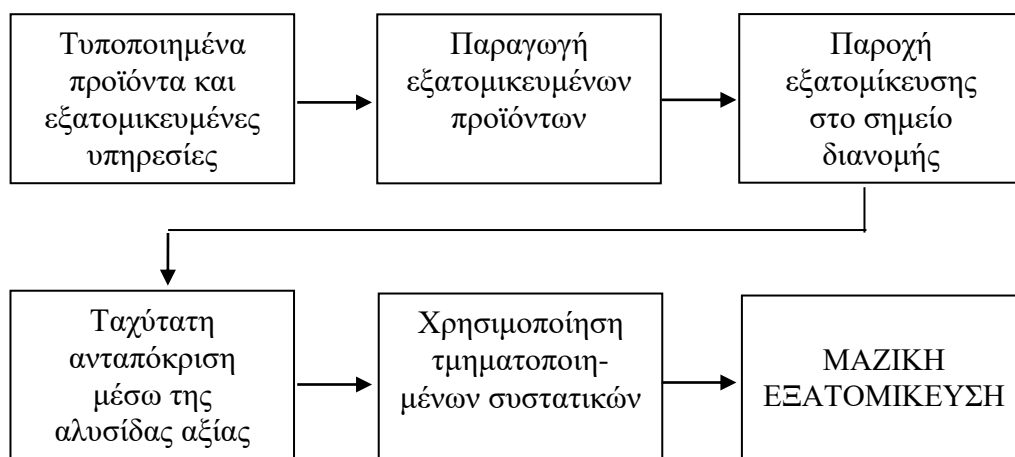 Τυποποιημένα
προϊόντα και
εξατομικευμένες
υπηρεσίες
Παραγωγή
εξατομικευμένων
προϊόντων
Παροχή
εξατομίκευσης
στο σημείο
διανομής
Ταχύτατη
ανταπόκριση
μέσω της
αλυσίδας αξίας
Χρησιμοποίηση
τμηματοποιη-
μένων συστατικών
ΜΑΖΙΚΗ
ΕΞΑΤΟΜΙΚΕΥΣΗ